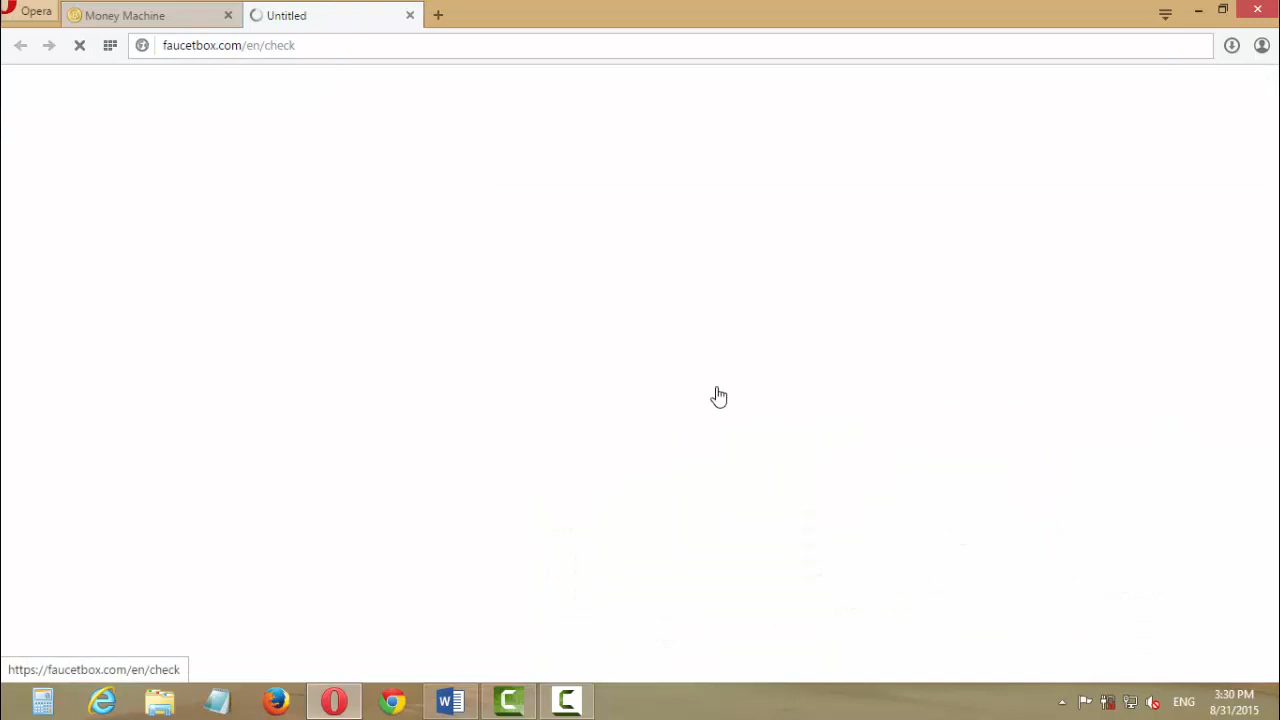 Opera
Money Machine
Untitled
faucetbox.com/en/check
https://faucetbox.com/en/check
ENG
3:30 PM
8/31/2015